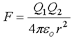 F = Q₁Q₂ / 4πε₀r²